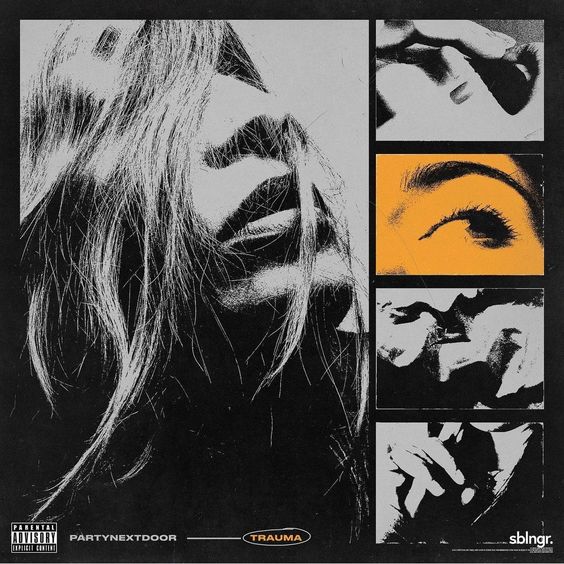 PARENTAL
ADVISORY
EXPLICIT CONTENT
PARTYNEXTDOOR
TRAUMA
sblngr.